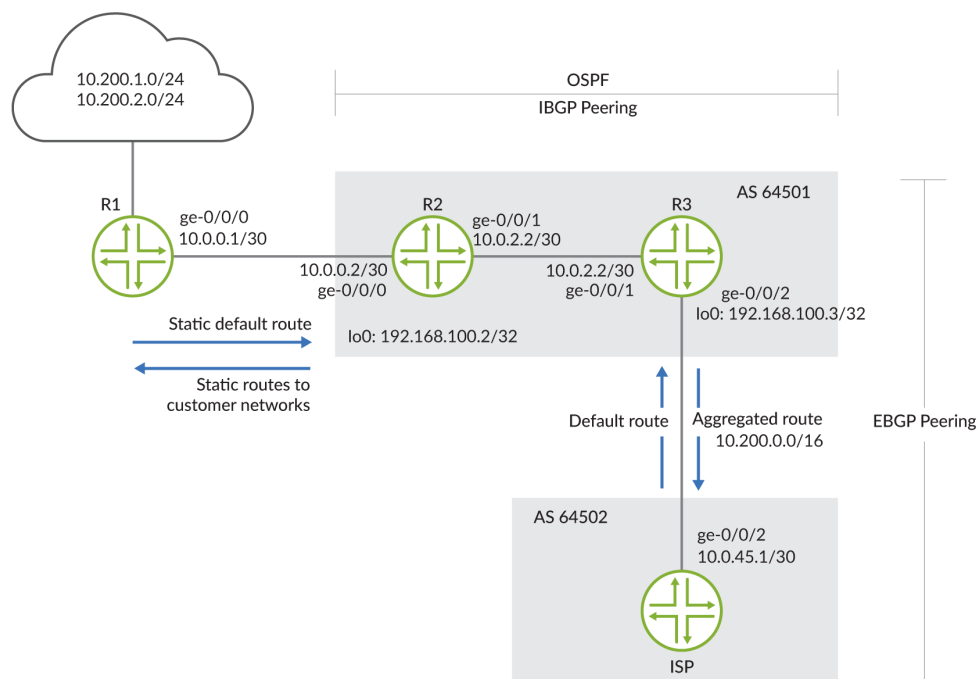 10.200.1.0/24
10.200.2.0/24
OSPF
IBGP Peering
AS 64501
R1
R2
R3
ge-0/0/0
10.0.0.1/30
ge-0/0/1
10.0.2.2/30
10.0.0.2/30
ge-0/0/0
10.0.2.2/30
ge-0/0/1
ge-0/0/2
lo0: 192.168.100.3/32
Static default route
lo0: 192.168.100.2/32
Static routes to
customer networks
Default route
Aggregated route
10.200.0.0/16
EBGP Peering
AS 64502
ge-0/0/2
10.0.45.1/30
ISP